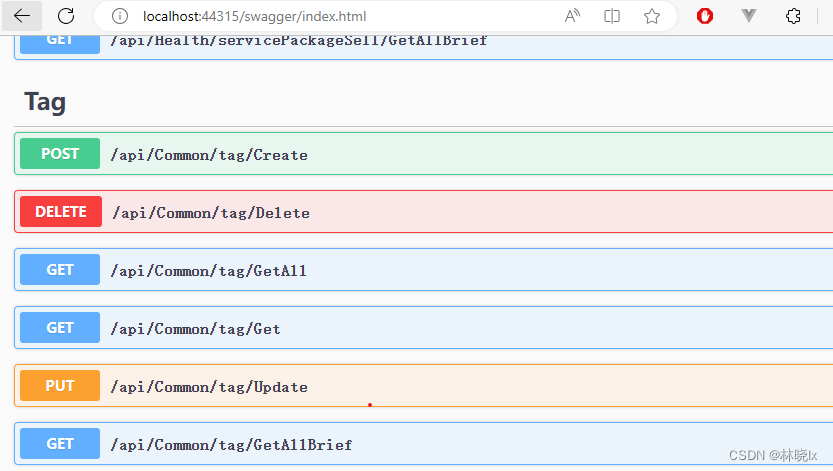 localhost:44315/swagger/index.html
GET /api/Health/servicePackageSell/GetAllBrief
Tag
POST /api/Common/tag/Create
DELETE /api/Common/tag/Delete
GET /api/Common/tag/GetAll
GET /api/Common/tag/Get
PUT /api/Common/tag/Update
GET /api/Common/tag/GetAllBrief
CSDN @林晓lx